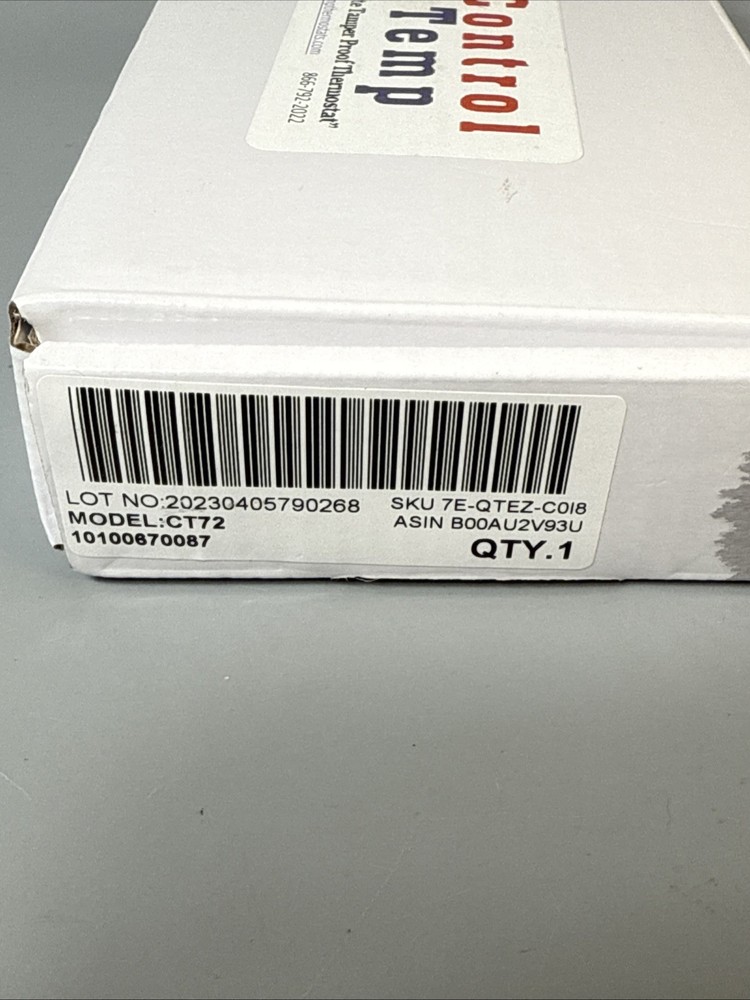 Control
Temp
Tamper Proof Thermostat"
866-792-2022
LOT NO:20230405790268
MODEL:CT72
10100670087
SKU 7E-QTEZ-C0I8
ASIN B00AU2V93U
QTY.1